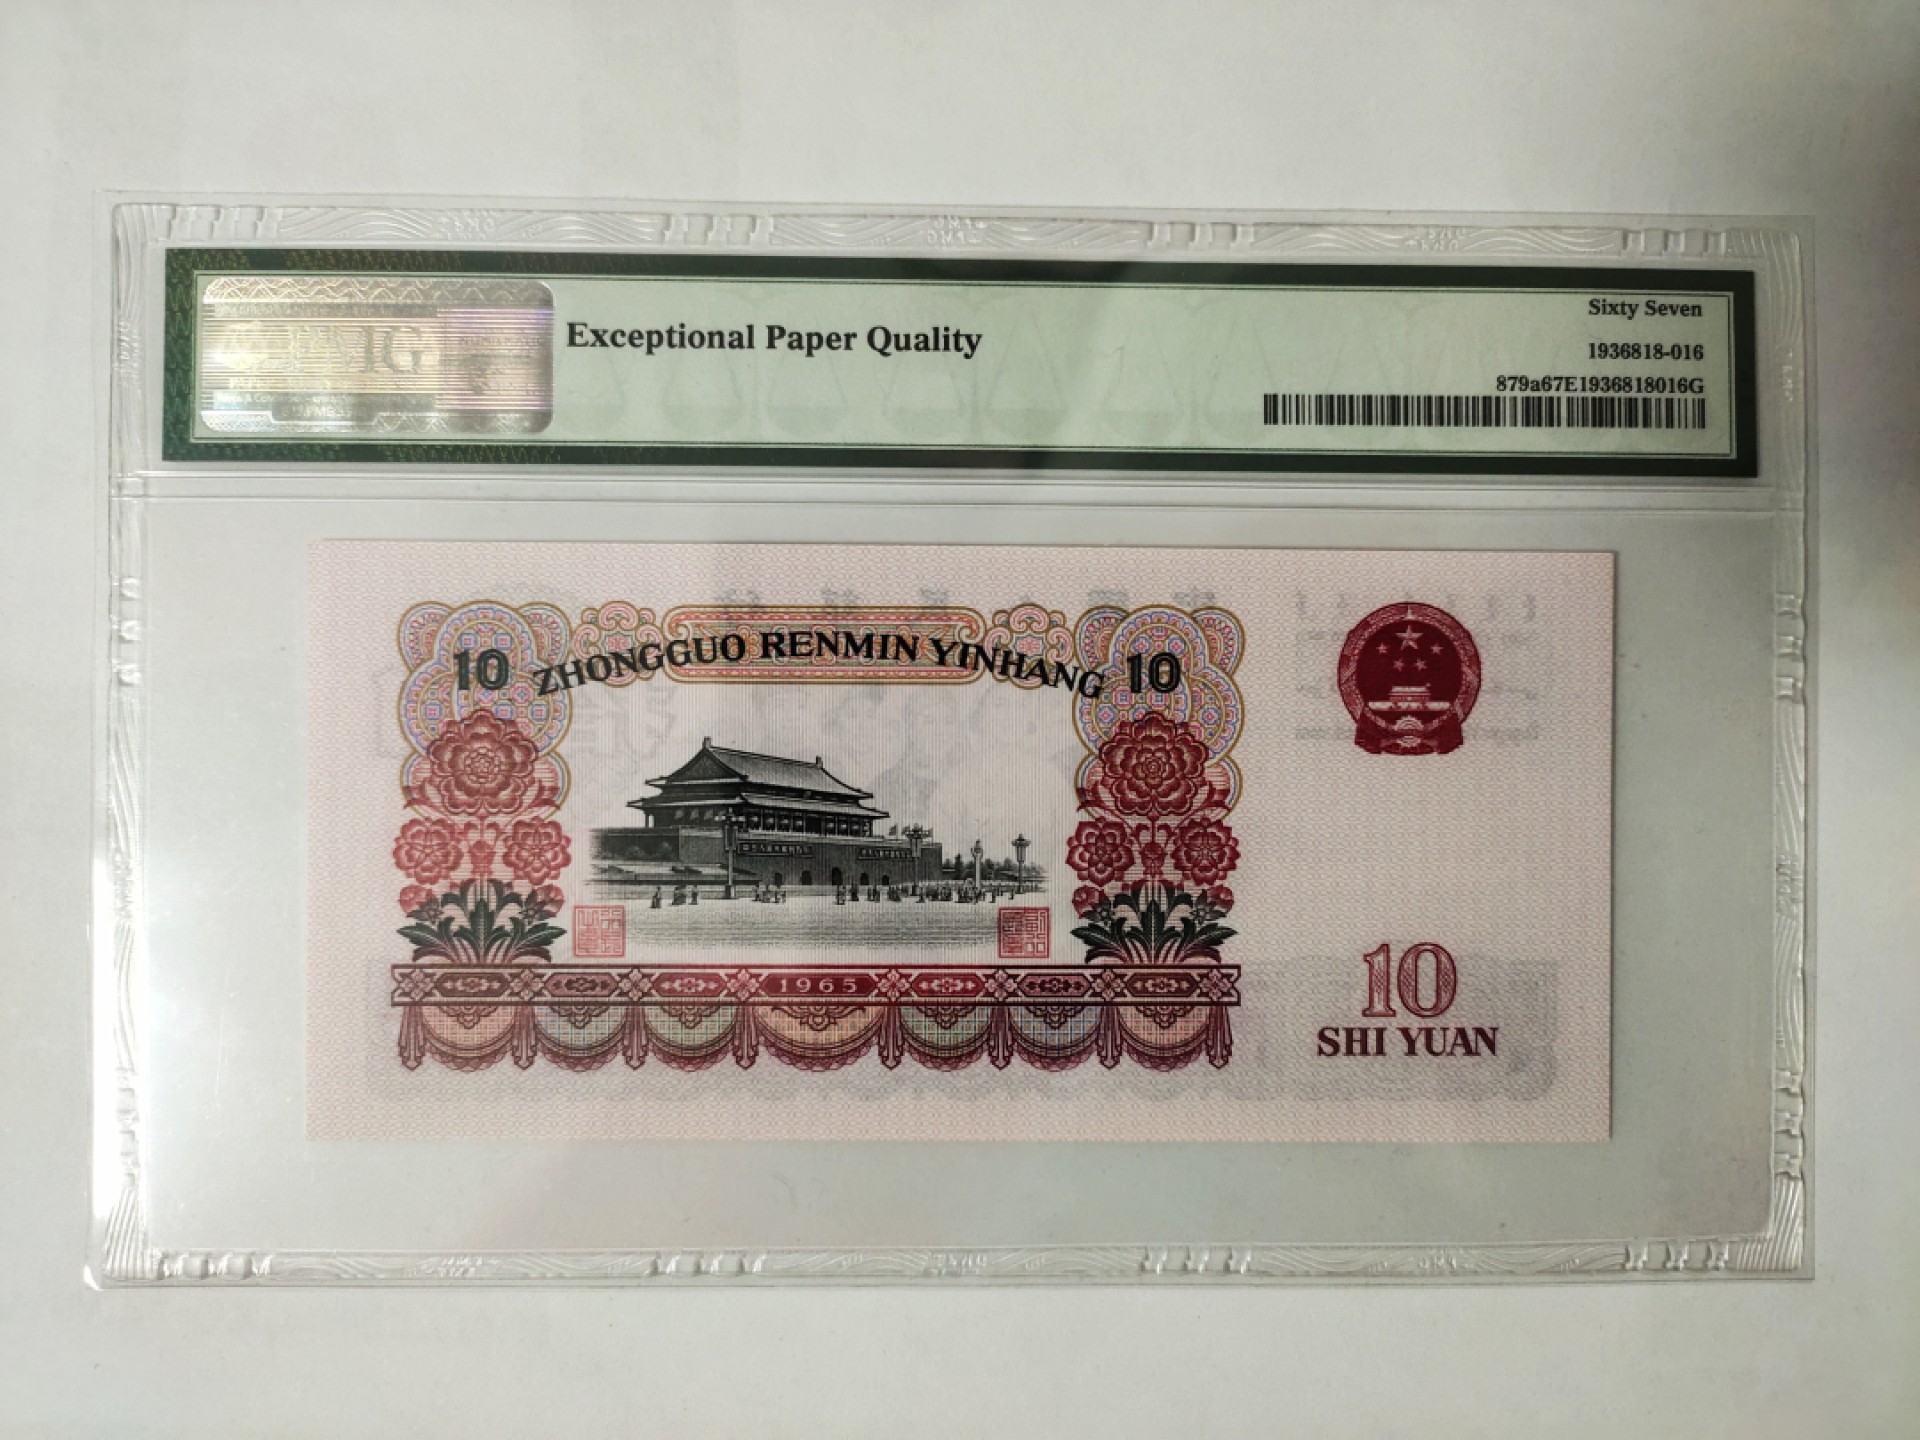 PMG
Exceptional Paper Quality
Sixty Seven
1936818-016
879a67E1936818016G
10 ZHONGGUO RENMIN YINHANG 10
1965
10
SHI YUAN